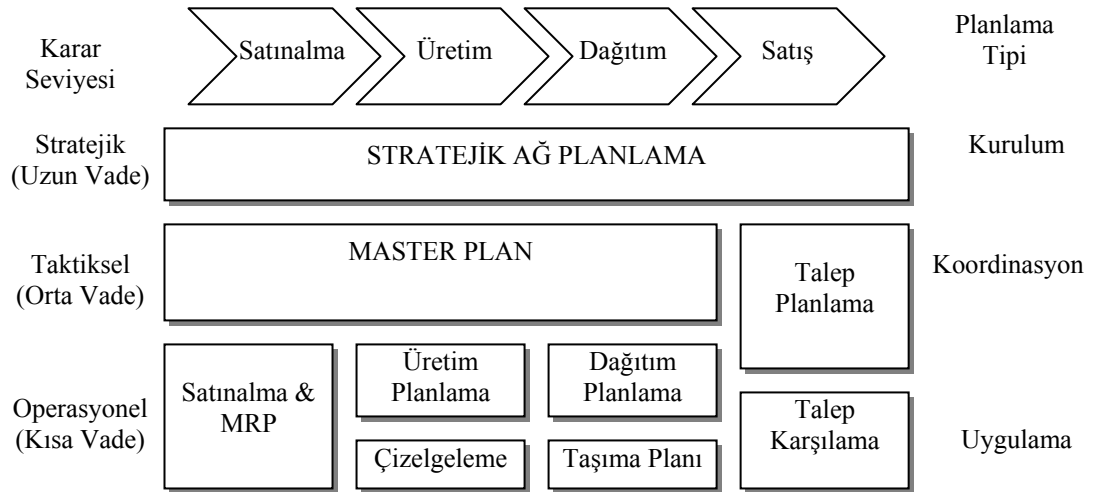 Karar
Seviyesi
Satınalma
Üretim
Dağıtım
Satış
Planlama
Tipi
Stratejik
(Uzun Vade)
STRATEJİK AĞ PLANLAMA
Kurulum
Taktiksel
(Orta Vade)
MASTER PLAN
Talep
Planlama
Koordinasyon
Operasyonel
(Kısa Vade)
Satınalma &
MRP
Üretim
Planlama
Dağıtım
Planlama
Çizelgeleme
Taşıma Planı
Talep
Karşılama
Uygulama